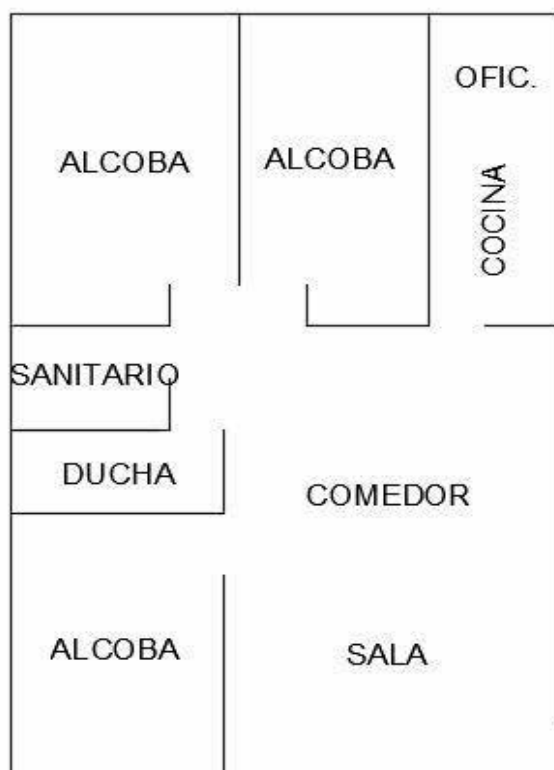 OFIC.
ALCOBA
ALCOBA
COCINA
SANITARIO
DUCHA
COMEDOR
ALCOBA
SALA